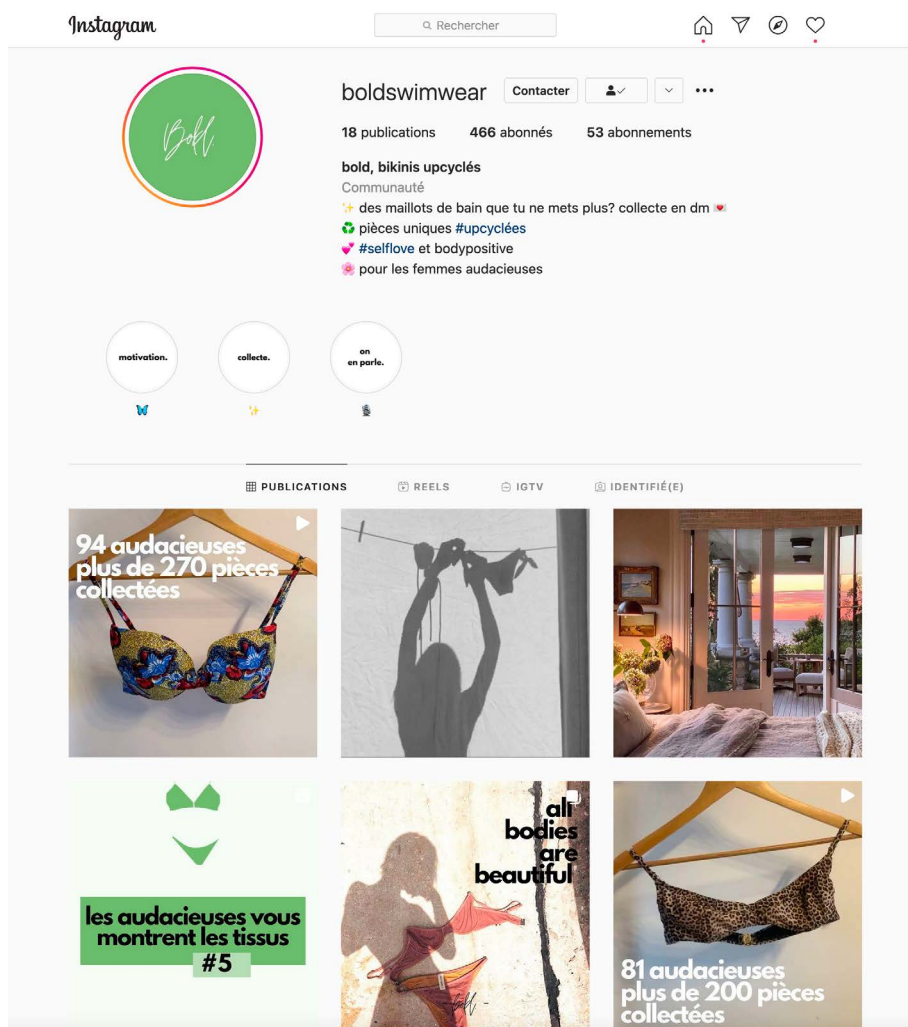 Instagram
Rechercher
boldswimwear Contacter
18 publications 466 abonnés 53 abonnements
bold, bikinis upcyclés
Communauté
des maillots de bain que tu ne mets plus? collecte en dm
pièces uniques #upcyclées
#selflove et bodypositive
pour les femmes audacieuses
motivation.
collecte.
on
en parle.
PUBLICATIONS REELS IGTV IDENTIFIÉ(E)
94 audacieuses
plus de 270 pièces
collectées
les audacieuses vous
montrent les tissus
#5
all
bodies
are
beautiful
81 audacieuses
plus de 200 pièces
collectées